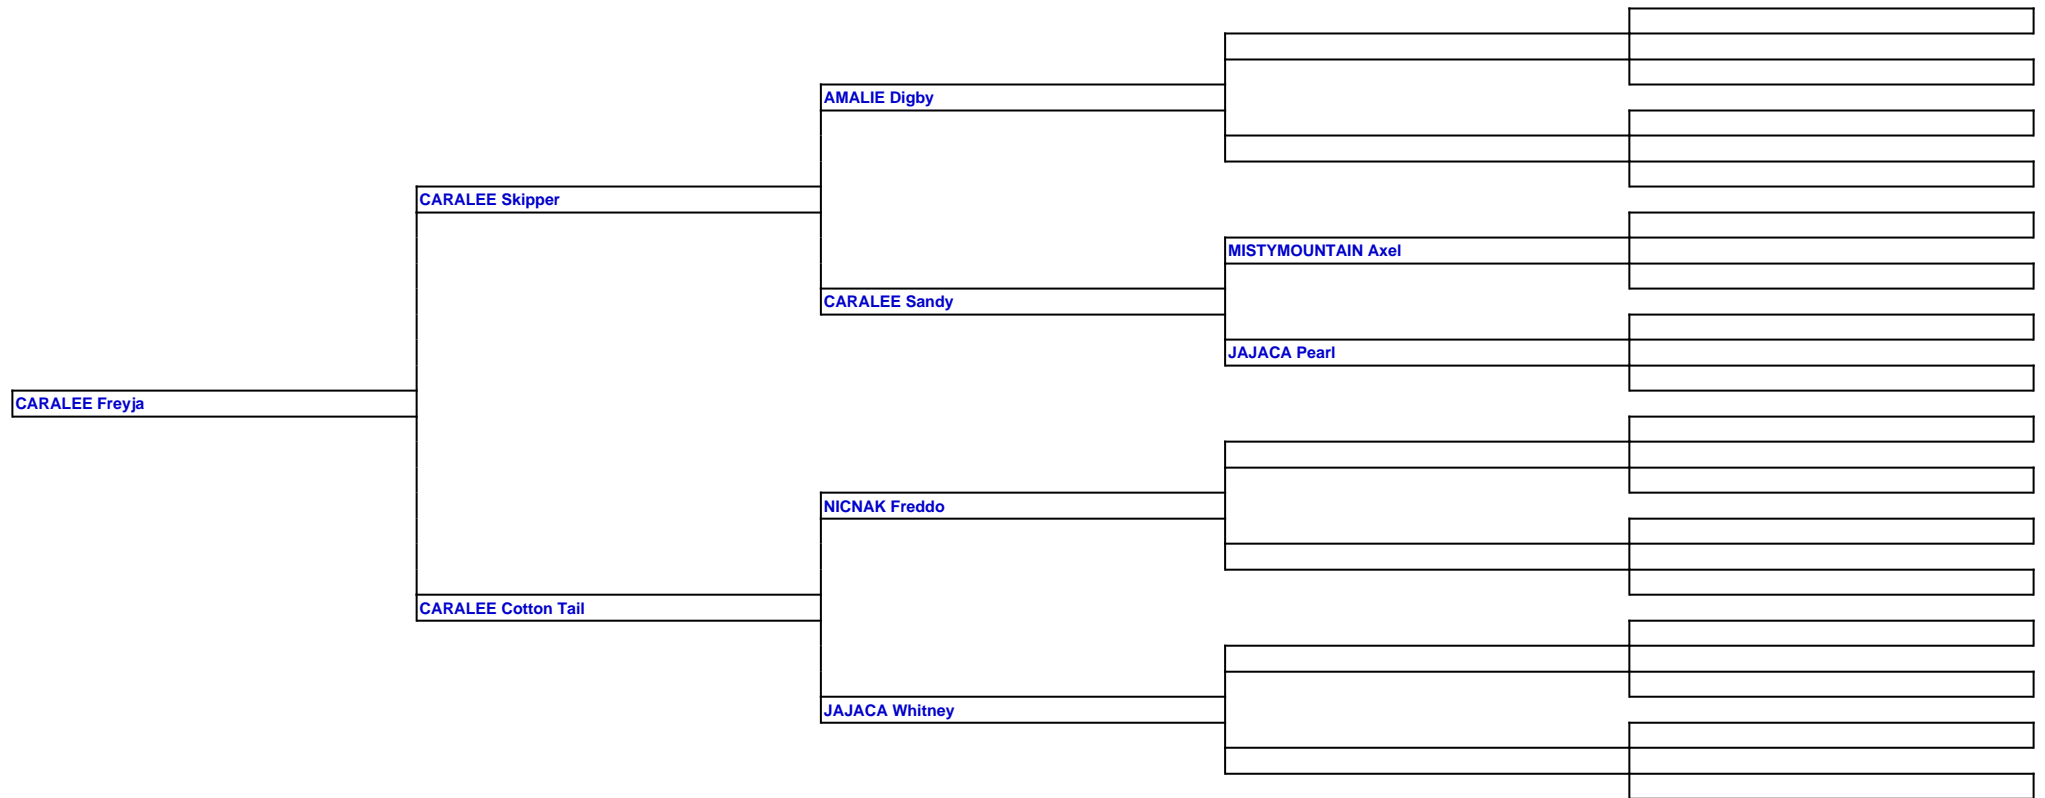 AMALIE Digby
CARALEE Skipper
MISTYMOUNTAIN Axel
CARALEE Sandy
JAJACA Pearl
CARALEE Freyja
NICNAK Freddo
CARALEE Cotton Tail
JAJACA Whitney